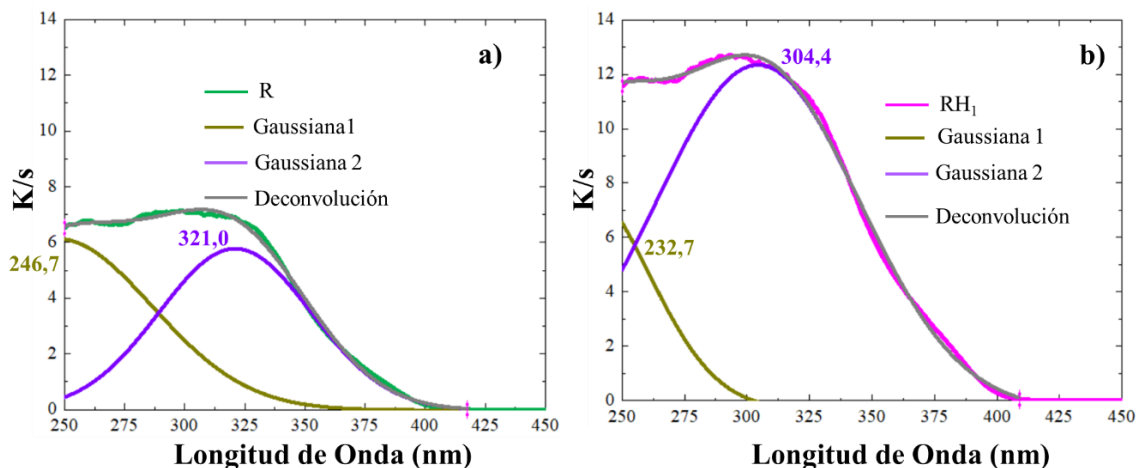 a)
14
12
10
8
6
4
2
0
K/s
R
Gaussiana1
Gaussiana 2
Deconvolución
321,0
246,7
250 275 300 325 350 375 400 425 450
Longitud de Onda (nm)
b)
14
12
10
8
6
4
2
0
K/s
304,4
RH₁
Gaussiana 1
Gaussiana 2
Deconvolución
232,7
250 275 300 325 350 375 400 425 450
Longitud de Onda (nm)